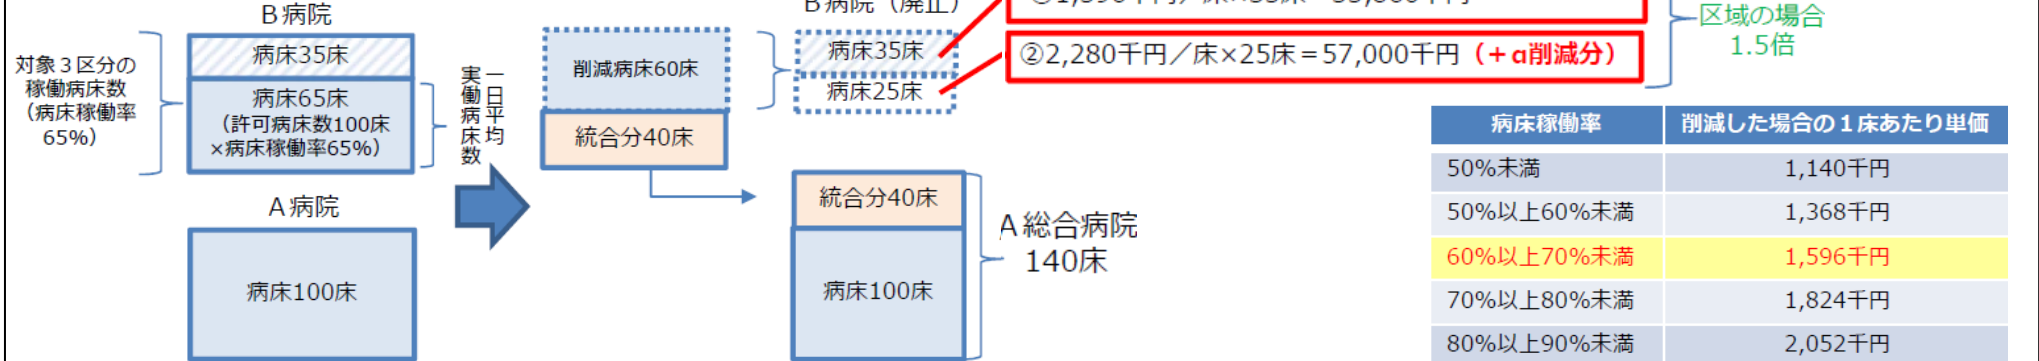 B病院
病床35床
対象３区分の
稼働病床数
（病床稼働率
65%）
病床65床
（許可病床数100床
×病床稼働率65%）
一日平均
実働病床数
A病院
病床100床
削減病床60床
統合分40床
B病院（廃止）
病床35床
病床25床
②2,280千円／床×25床＝57,000千円（＋α削減分）
区域の場合
1.5倍
統合分40床
病床100床
A総合病院
140床
病床稼働率 削減した場合の１床あたり単価
50%未満 1,140千円
50%以上60%未満 1,368千円
60%以上70%未満 1,596千円
70%以上80%未満 1,824千円
80%以上90%未満 2,052千円